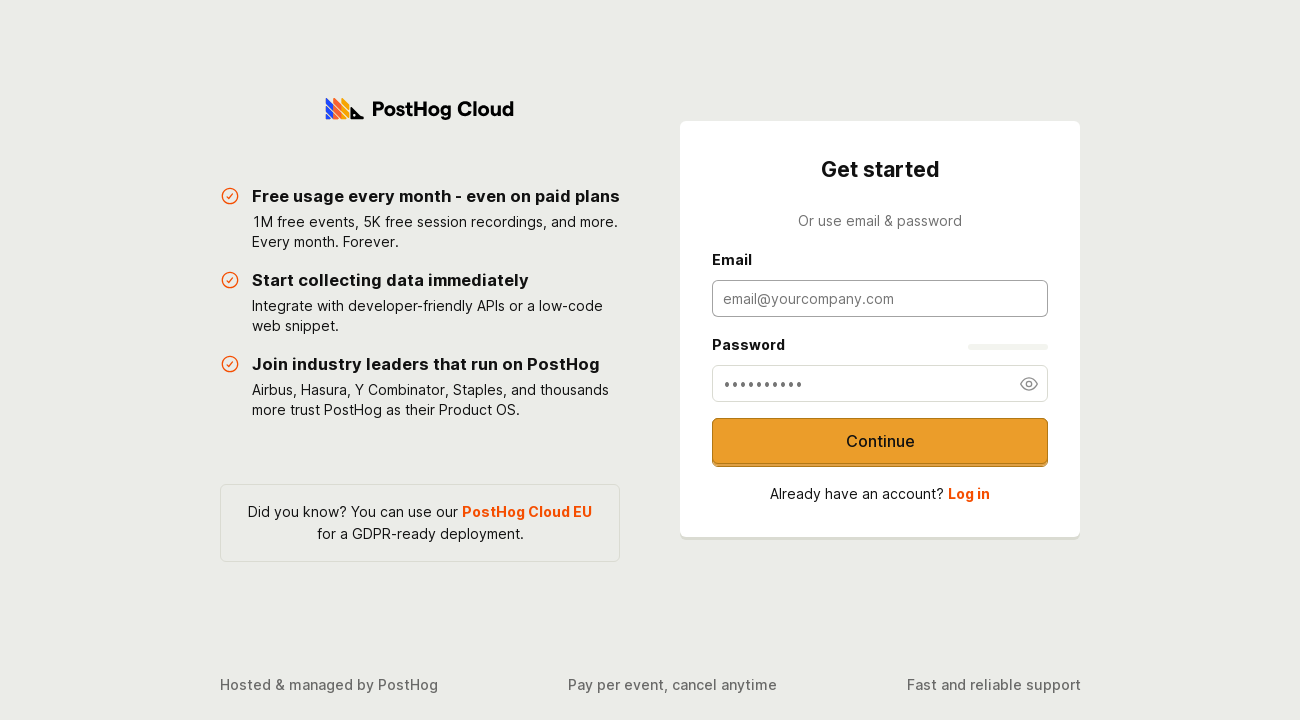 PostHog Cloud
Free usage every month - even on paid plans
1M free events, 5K free session recordings, and more.
Every month. Forever.
Start collecting data immediately
Integrate with developer-friendly APIs or a low-code
web snippet.
Join industry leaders that run on PostHog
Airbus, Hasura, Y Combinator, Staples, and thousands
more trust PostHog as their Product OS.
Did you know? You can use our PostHog Cloud EU
for a GDPR-ready deployment.
Get started
Or use email & password
Email
email@yourcompany.com
Password
••••••••••
Continue
Already have an account? Log in
Hosted & managed by PostHog
Pay per event, cancel anytime
Fast and reliable support